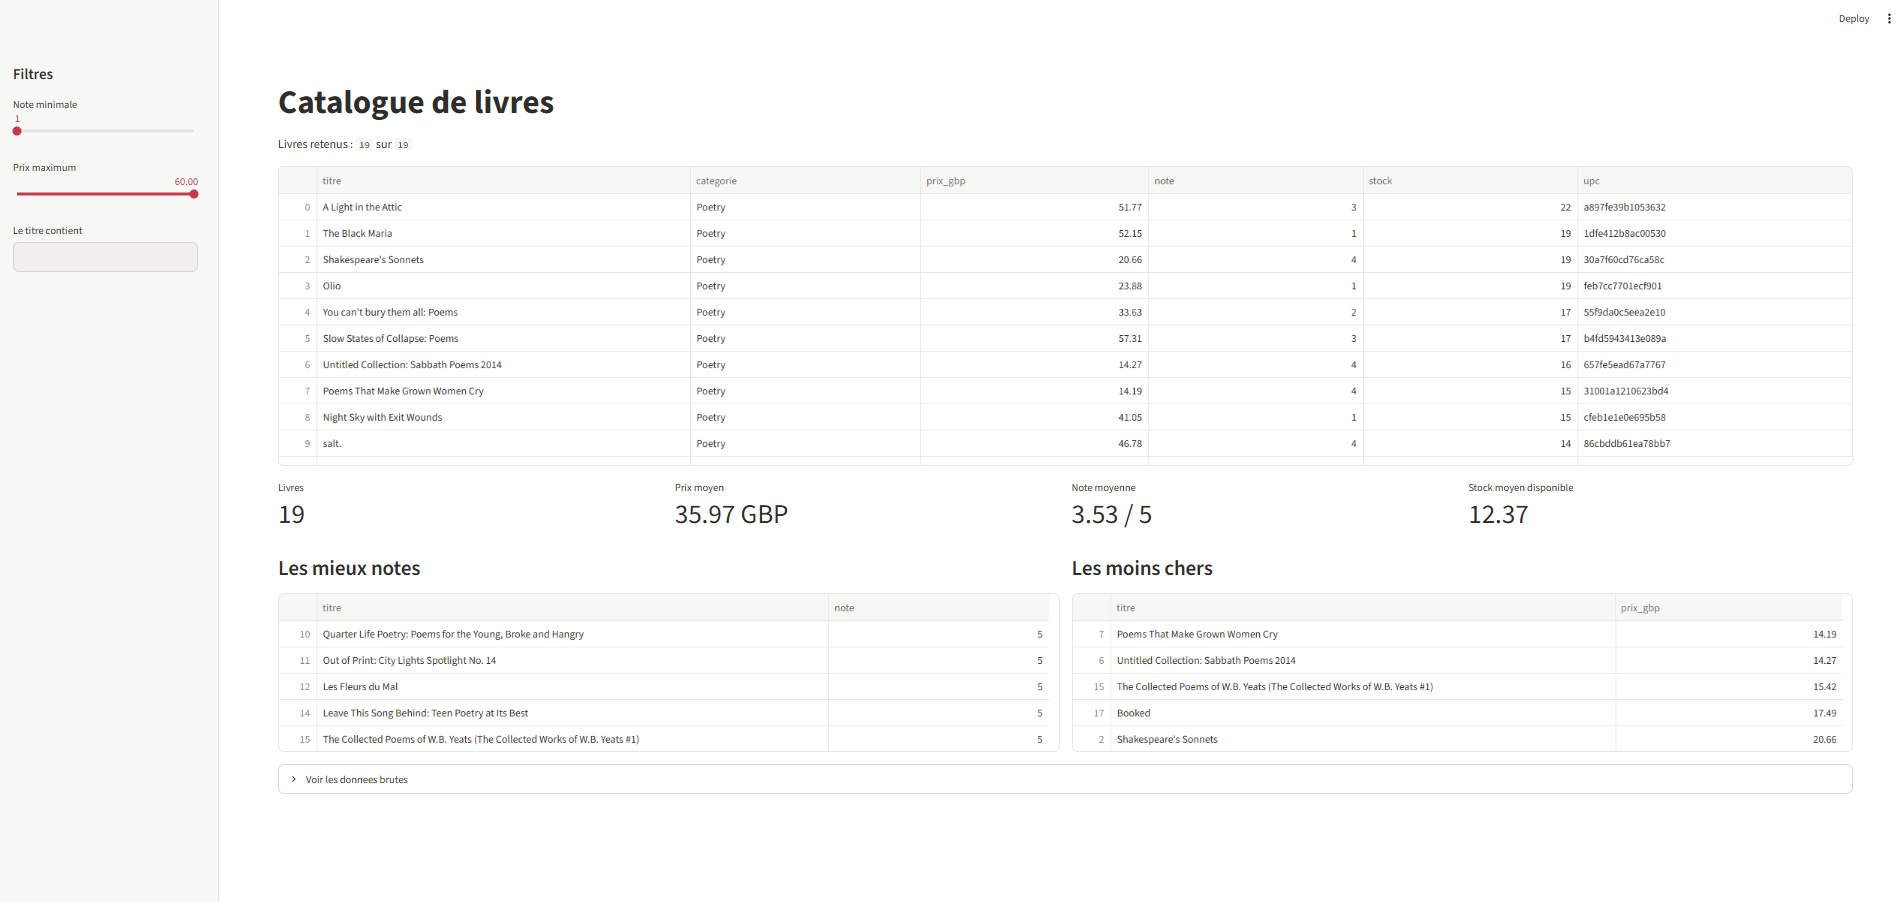 Deploy
Filtres
Note minimale
1
Prix maximum
60.00
Le titre contient
Catalogue de livres
Livres retenus : 19 sur 19
titre categorie prix_gbp note stock upc
0 A Light in the Attic Poetry 51.77 3 22 a897fe39b1053632
1 The Black Maria Poetry 52.15 1 19 1dfe412b8ac00530
2 Shakespeare's Sonnets Poetry 20.66 4 19 30a7f60cd76ca58c
3 Olio Poetry 23.88 1 19 feb7cc7701ecf901
4 You can't bury them all: Poems Poetry 33.63 2 17 55f9da0c5eea2e10
5 Slow States of Collapse: Poems Poetry 57.31 3 17 b4fd5943413e089a
6 Untitled Collection: Sabbath Poems 2014 Poetry 14.27 4 16 657fe5ead67a7767
7 Poems That Make Grown Women Cry Poetry 14.19 4 15 31001a1210623bd4
8 Night Sky with Exit Wounds Poetry 41.05 1 15 cfeb1e1e0e695b58
9 salt. Poetry 46.78 4 14 86cbddb61ea78bb7
Livres Prix moyen Note moyenne Stock moyen disponible
19 35.97 GBP 3.53 / 5 12.37
Les mieux notes
titre note
10 Quarter Life Poetry: Poems for the Young, Broke and Hangry 5
11 Out of Print: City Lights Spotlight No. 14 5
12 Les Fleurs du Mal 5
14 Leave This Song Behind: Teen Poetry at Its Best 5
15 The Collected Poems of W.B. Yeats (The Collected Works of W.B. Yeats #1) 5
Les moins chers
titre prix_gbp
7 Poems That Make Grown Women Cry 14.19
6 Untitled Collection: Sabbath Poems 2014 14.27
15 The Collected Poems of W.B. Yeats (The Collected Works of W.B. Yeats #1) 15.42
17 Booked 17.49
2 Shakespeare's Sonnets 20.66
Voir les donnees brutes